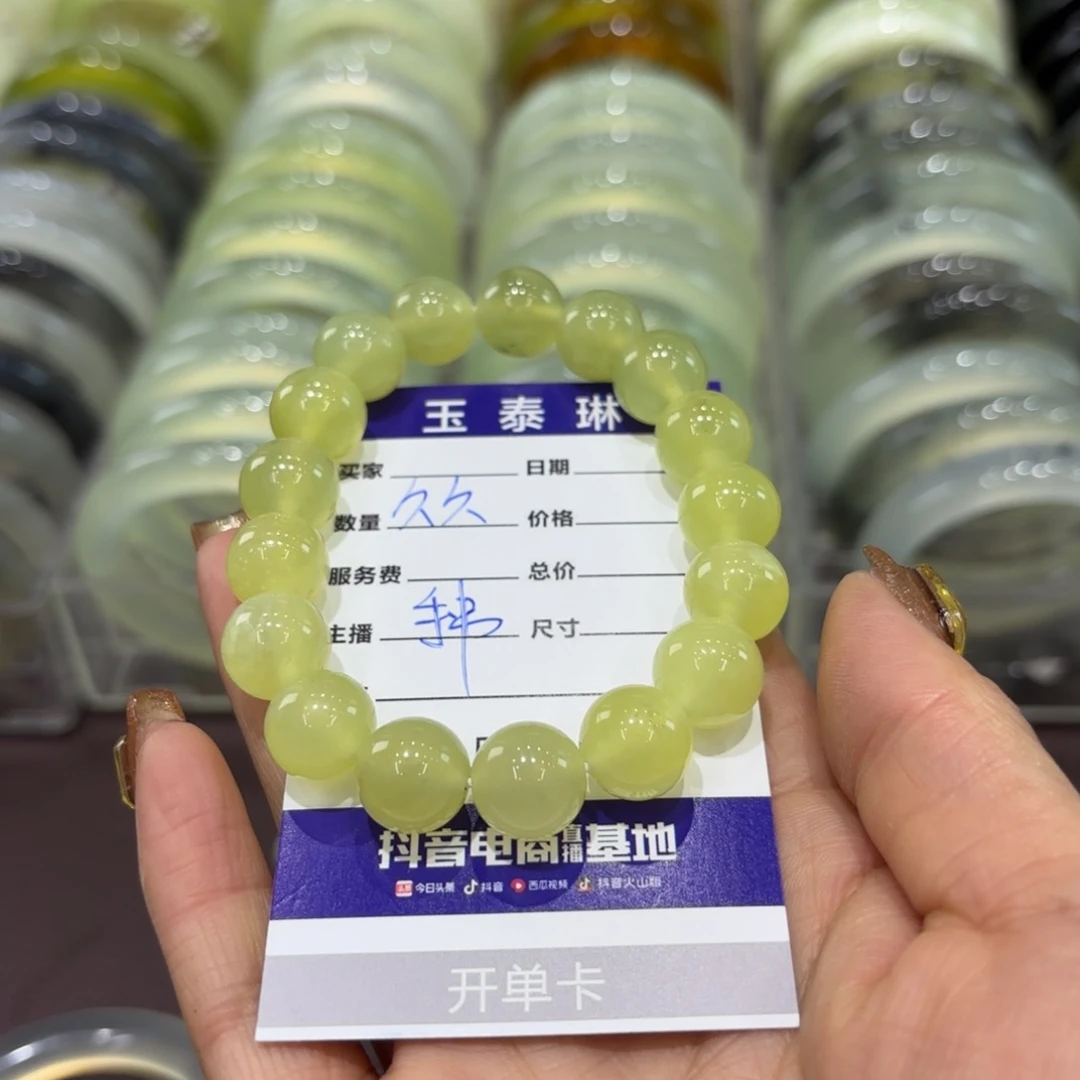 玉泰琳
买家 日期
数量 久久 价格
服务费 总价
主播 尺寸
抖音电商直播基地
今日头条 抖音 西瓜视频 抖音火山版
开单卡